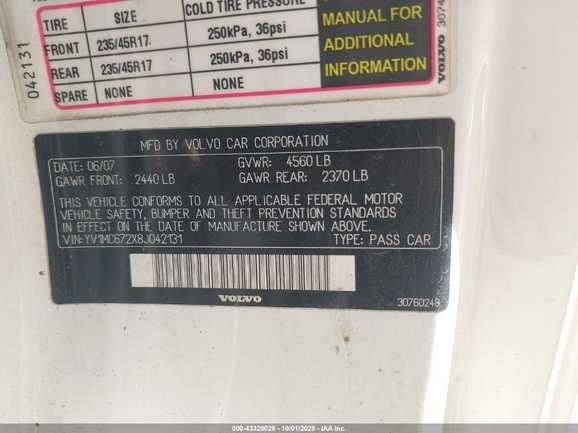 COLD TIRE PRESSURE
TIRE SIZE
FRONT 235/45R17 250kPa, 36psi
REAR 235/45R17 250kPa, 36psi
SPARE NONE NONE
MANUAL FOR
ADDITIONAL
INFORMATION
042131
VOLVO
MFD BY VOLVO CAR CORPORATION
DATE: 06/07 GVWR: 4560 LB
GAWR FRONT: 2440 LB GAWR REAR: 2370 LB
THIS VEHICLE CONFORMS TO ALL APPLICABLE FEDERAL MOTOR
VEHICLE SAFETY, BUMPER AND THEFT PREVENTION STANDARDS
IN EFFECT ON THE DATE OF MANUFACTURE SHOWN ABOVE.
VIN: YV1MC672X8J042131 TYPE: PASS CAR
VOLVO
30760249
000-43328028 - 10/01/2025 - IAA Inc.